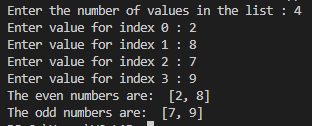 Enter the number of values in the list : 4
Enter value for index 0 : 2
Enter value for index 1 : 8
Enter value for index 2 : 7
Enter value for index 3 : 9
The even numbers are:  [2, 8]
The odd numbers are:  [7, 9]